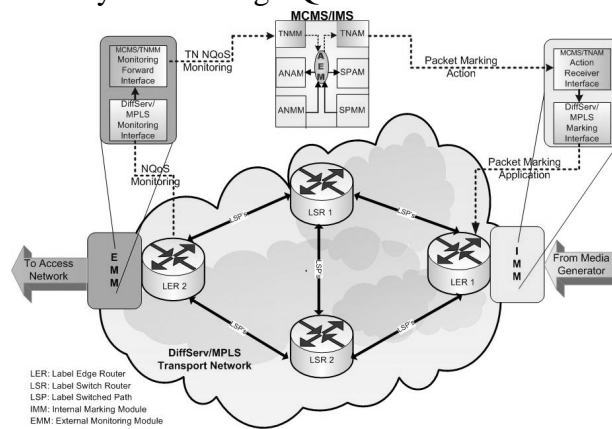 MCMS/IMS
TNMM
TNAM
ANAM
SPAM
ANMM
SPMM
AEM
TN NQoS
Monitoring
Packet Marking
Action
MCMS/TNMM
Monitoring
Forward
Interface
DiffServ/
MPLS
Monitoring
Interface
MCMS/TNAM
Action
Receiver
Interface
DiffServ/
MPLS
Marking
Interface
NQoS
Monitoring
Packet Marking
Application
LSR 1
LSP's
LSP's
LSP's
To Access
Network
EMM
LER 2
LER 1
IMM
From Media
Generator
LSP's
LSP's
LSR 2
DiffServ/MPLS
Transport Network
LER: Label Edge Router
LSR: Label Switch Router
LSP: Label Switched Path
IMM: Internal Marking Module
EMM: External Monitoring Module